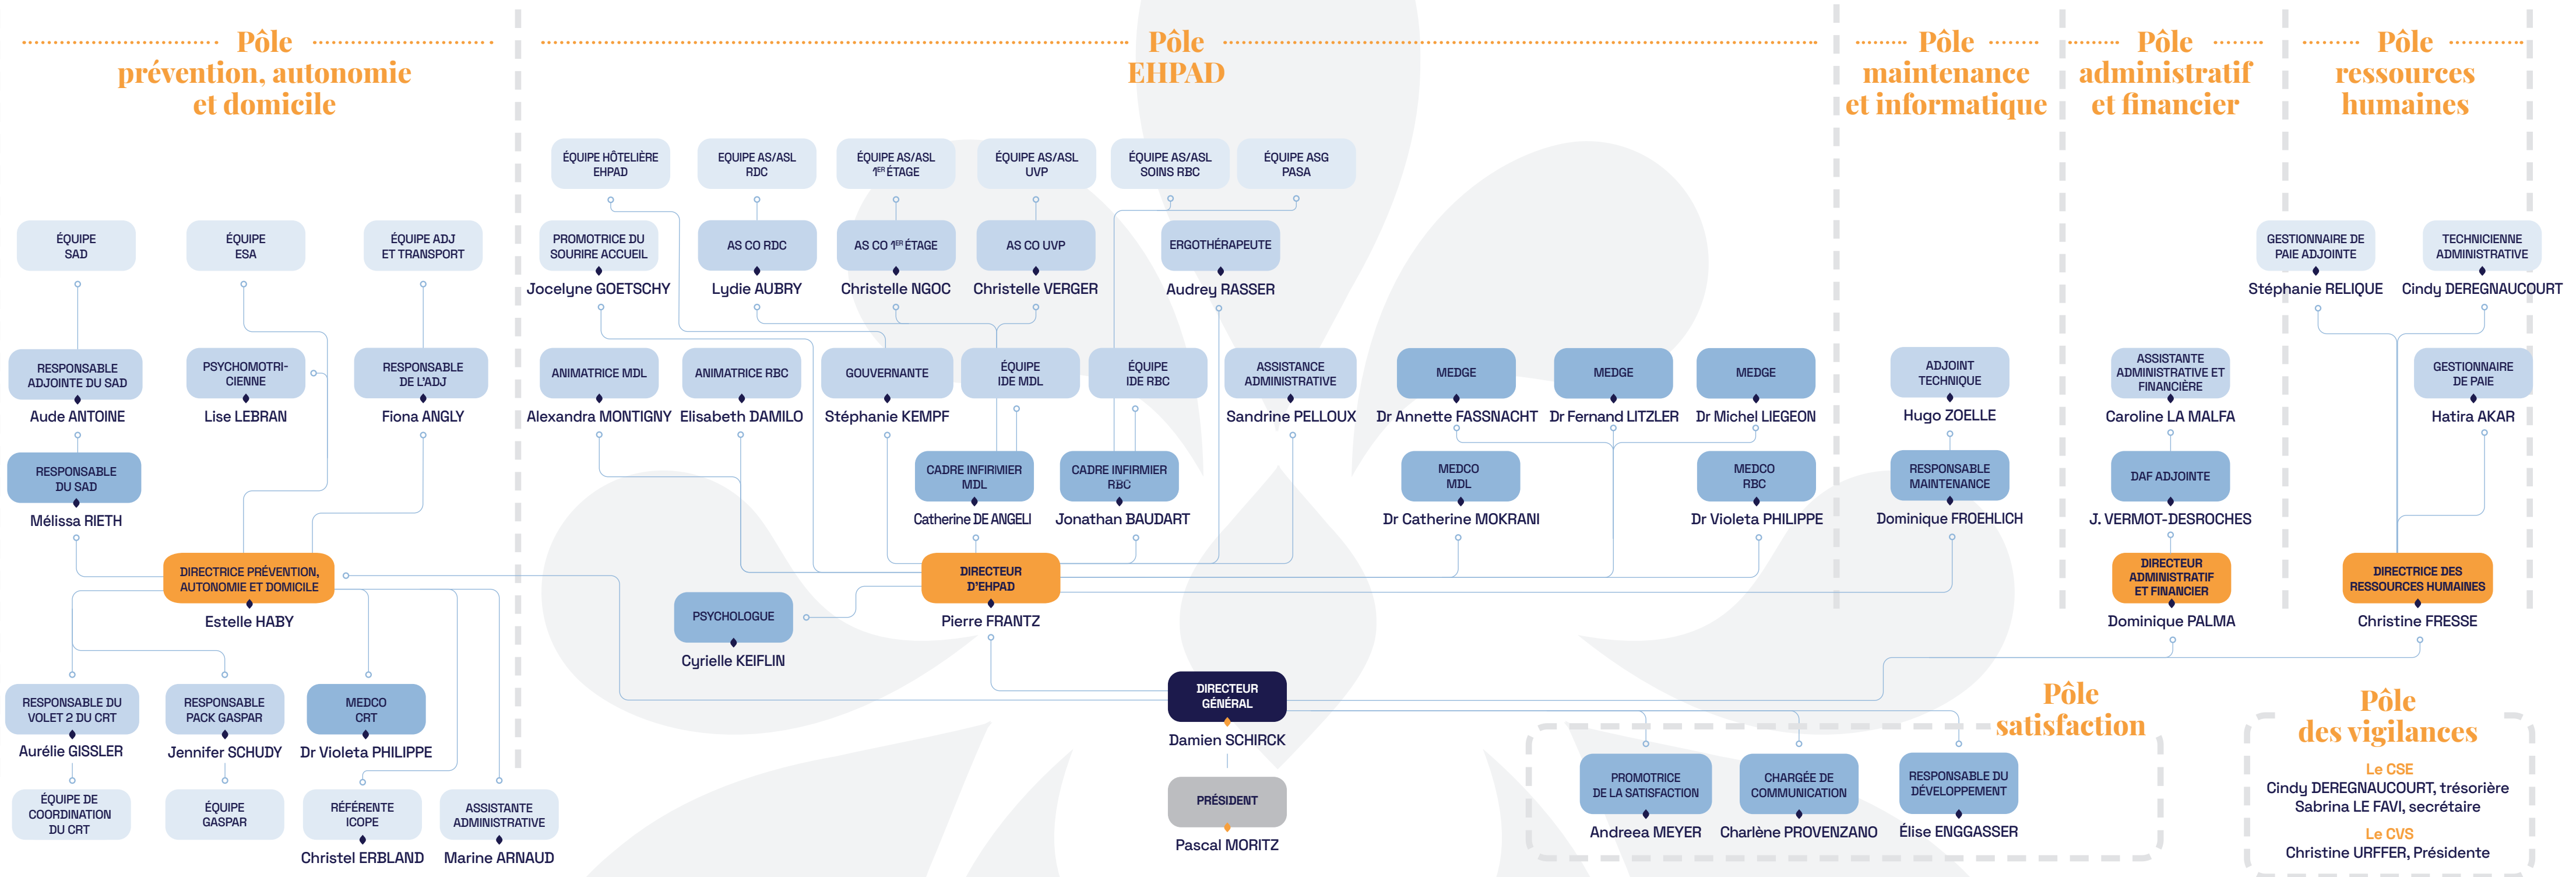 Pôle
prévention, autonomie
et domicile
ÉQUIPE
SAD
ÉQUIPE
ESA
ÉQUIPE ADJ
ET TRANSPORT
RESPONSABLE
ADJOINTE DU SAD
Aude ANTOINE
PSYCHOMOTRI-
CIENNE
Lise LEBRAN
RESPONSABLE
DE L'ADJ
Fiona ANGLY
RESPONSABLE
DU SAD
Mélissa RIETH
DIRECTRICE PRÉVENTION,
AUTONOMIE ET DOMICILE
Estelle HABY
RESPONSABLE DU
VOLET 2 DU CRT
Aurélie GISSLER
RESPONSABLE
PACK GASPAR
Jennifer SCHUDY
MEDCO
CRT
Dr Violeta PHILIPPE
ÉQUIPE DE
COORDINATION
DU CRT
ÉQUIPE
GASPAR
RÉFÉRENTE
ICOPE
Christel ERBLAND
ASSISTANTE
ADMINISTRATIVE
Marine ARNAUD
Pôle
EHPAD
ÉQUIPE HÔTELIÈRE
EHPAD
EQUIPE AS/ASL
RDC
ÉQUIPE AS/ASL
1ER ÉTAGE
ÉQUIPE AS/ASL
UVP
ÉQUIPE AS/ASL
SOINS RBC
ÉQUIPE ASG
PASA
PROMOTRICE DU
SOURIRE ACCUEIL
Jocelyne GOETSCHY
AS CO RDC
Lydie AUBRY
AS CO 1ER ÉTAGE
Christelle NGOC
AS CO UVP
Christelle VERGER
ERGOTHÉRAPEUTE
Audrey RASSER
ANIMATRICE MDL
Alexandra MONTIGNY
ANIMATRICE RBC
Elisabeth DAMILO
GOUVERNANTE
Stéphanie KEMPF
ÉQUIPE
IDE MDL
ÉQUIPE
IDE RBC
ASSISTANCE
ADMINISTRATIVE
Sandrine PELLOUX
MEDGE
Dr Annette FASSNACHT
MEDGE
Dr Fernand LITZLER
MEDGE
Dr Michel LIEGEON
CADRE INFIRMIER
MDL
Catherine DE ANGELI
CADRE INFIRMIER
RBC
Jonathan BAUDART
MEDCO
MDL
Dr Catherine MOKRANI
MEDCO
RBC
Dr Violeta PHILIPPE
DIRECTEUR
D'EHPAD
Pierre FRANTZ
PSYCHOLOGUE
Cyrielle KEIFLIN
DIRECTEUR
GÉNÉRAL
Damien SCHIRCK
PRÉSIDENT
Pascal MORITZ
Pôle
maintenance
et informatique
ADJOINT
TECHNIQUE
Hugo ZOELLE
RESPONSABLE
MAINTENANCE
Dominique FROEHLICH
Pôle
administratif
et financier
ASSISTANTE
ADMINISTRATIVE ET
FINANCIÈRE
Caroline LA MALFA
DAF ADJOINTE
J. VERMOT-DESROCHES
DIRECTEUR
ADMINISTRATIF
ET FINANCIER
Dominique PALMA
Pôle
ressources
humaines
GESTIONNAIRE DE
PAIE ADJOINTE
Stéphanie RELIQUE
TECHNICIENNE
ADMINISTRATIVE
Cindy DEREGNAUCOURT
GESTIONNAIRE
DE PAIE
Hatira AKAR
DIRECTRICE DES
RESSOURCES HUMAINES
Christine FRESSE
Pôle
satisfaction
PROMOTRICE
DE LA SATISFACTION
Andreea MEYER
CHARGÉE DE
COMMUNICATION
Charlène PROVENZANO
RESPONSABLE DU
DÉVELOPPEMENT
Élise ENGGASSER
Pôle
des vigilances
Le CSE
Cindy DEREGNAUCOURT, trésorière
Sabrina LE FAVI, secrétaire
Le CVS
Christine URFFER, Présidente